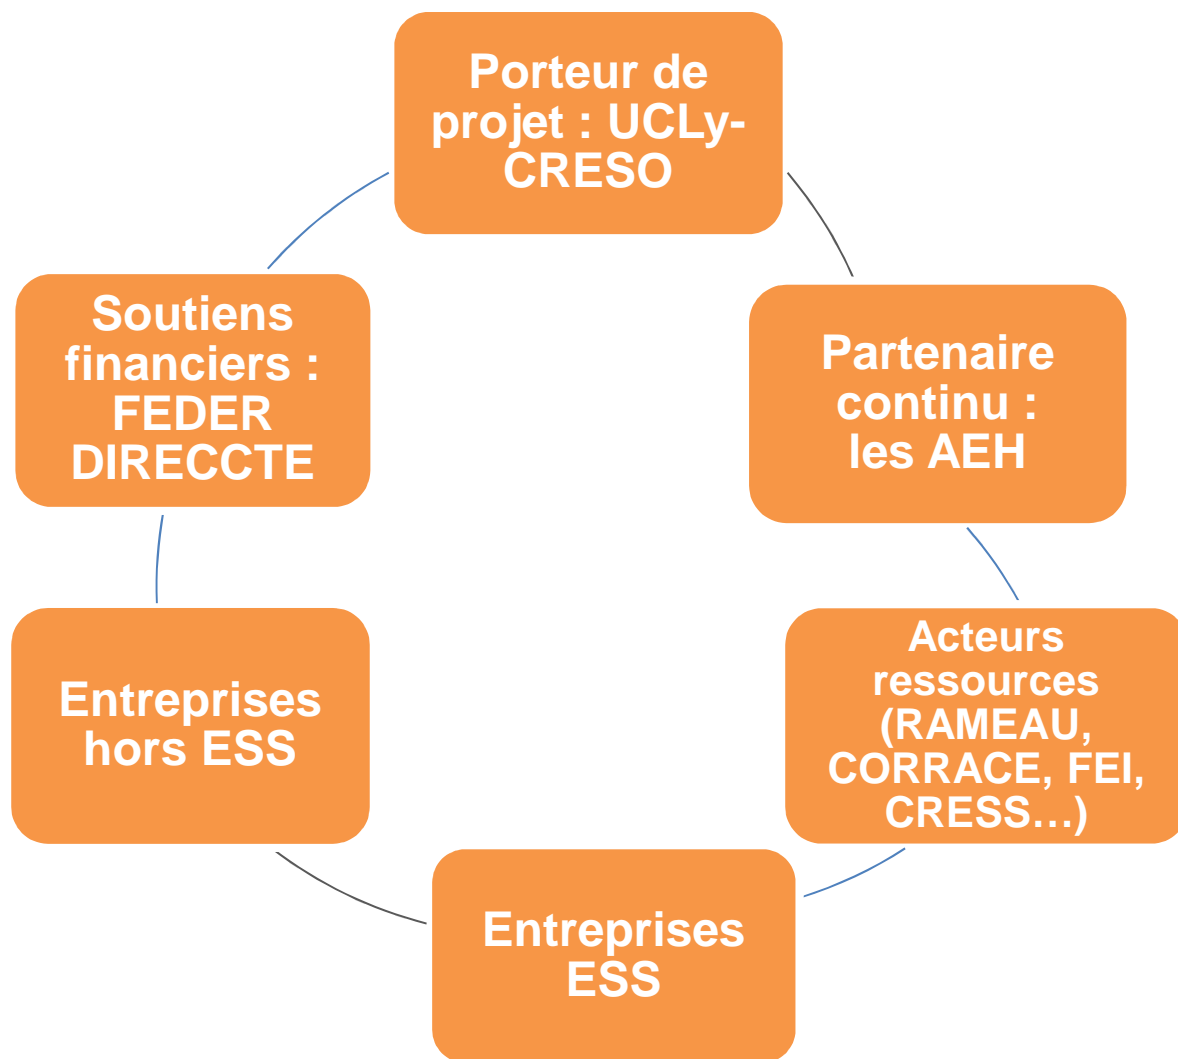 Porteur de
projet : UCLy-
CRESO
Partenaire
continu :
les AEH
Acteurs
ressources
(RAMEAU,
CORRACE, FEI,
CRESS…)
Entreprises
ESS
Entreprises
hors ESS
Soutiens
financiers :
FEDER
DIRECCTE